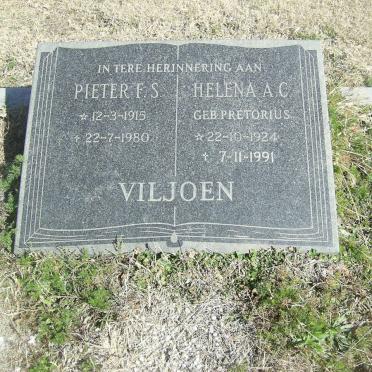 IN TERE HERINNERING AAN
PIETER F. S.
* 12-3-1915
+ 22-7-1980
HELENA A.C.
GEB PRETORIUS
* 22-10-1924
+ 7-11-1991
VILJOEN